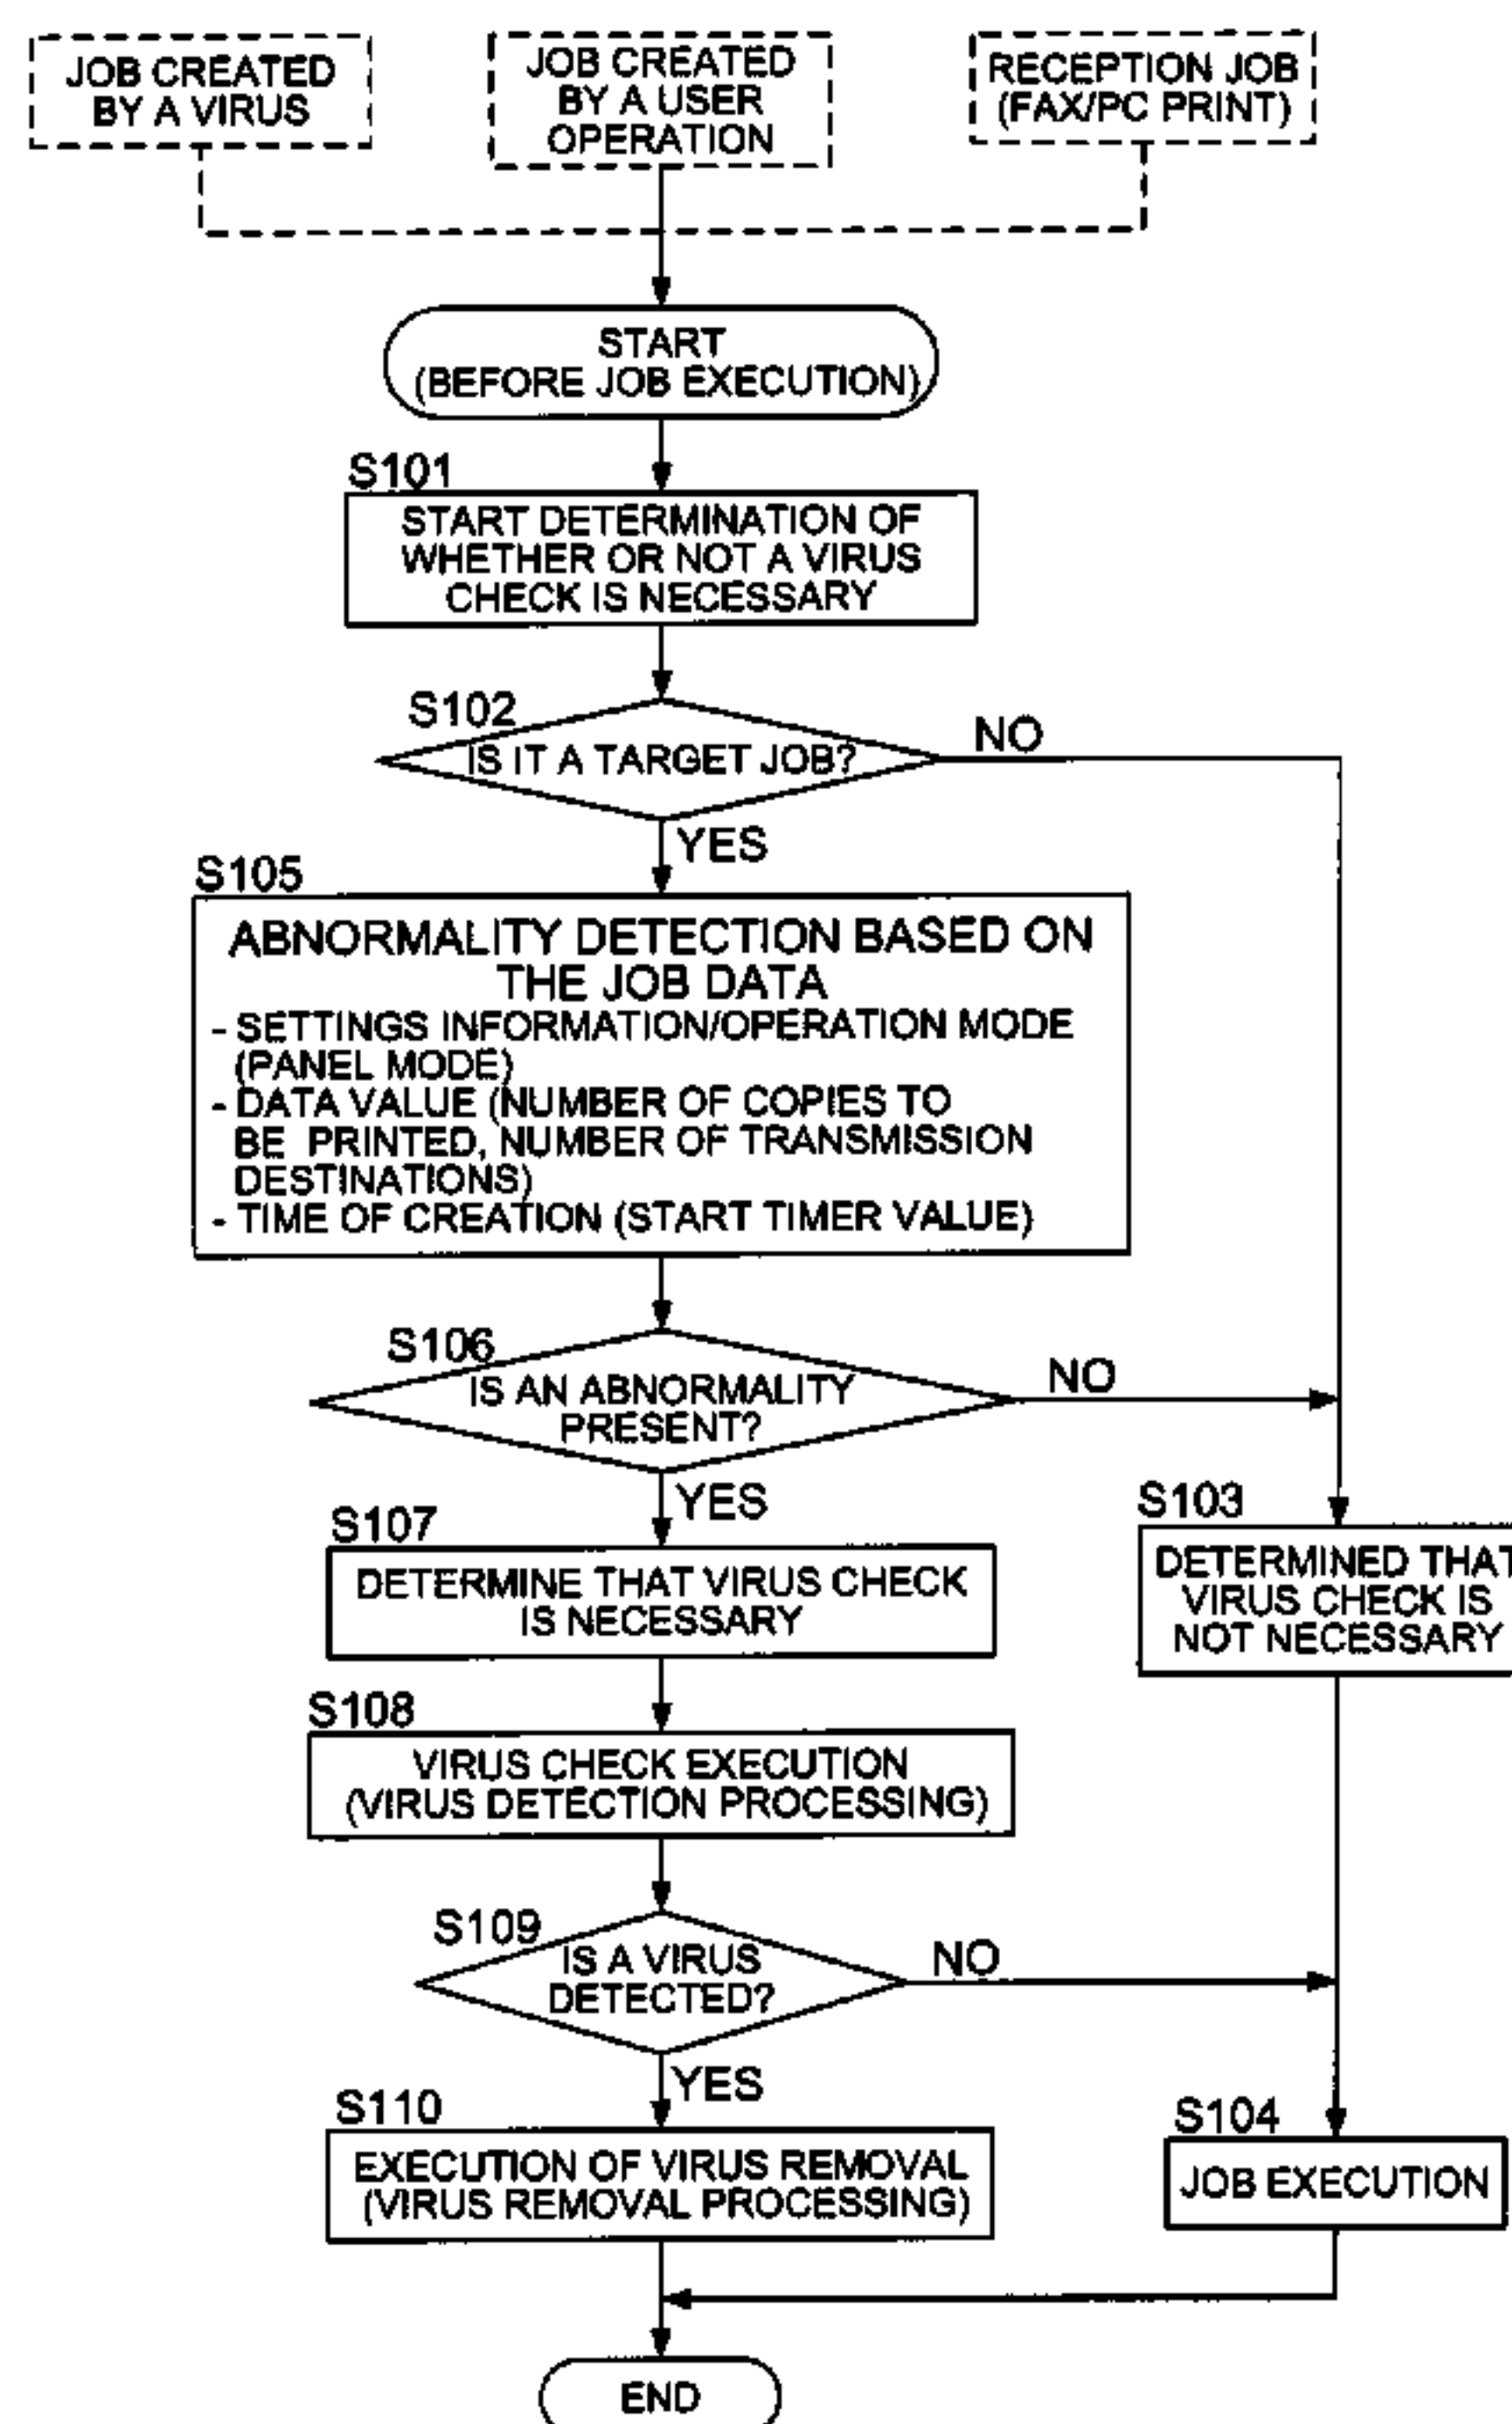 JOB CREATED
BY A VIRUS
JOB CREATED
BY A USER
OPERATION
RECEPTION JOB
(FAX/PC PRINT)
START
(BEFORE JOB EXECUTION)
S101
START DETERMINATION OF
WHETHER OR NOT A VIRUS
CHECK IS NECESSARY
S102
IS IT A TARGET JOB?
NO
YES
S105
ABNORMALITY DETECTION BASED ON
THE JOB DATA
- SETTINGS INFORMATION/OPERATION MODE
(PANEL MODE)
- DATA VALUE (NUMBER OF COPIES TO
BE PRINTED, NUMBER OF TRANSMISSION
DESTINATIONS)
- TIME OF CREATION (START TIMER VALUE)
S106
IS AN ABNORMALITY
PRESENT?
NO
YES
S107
DETERMINE THAT VIRUS CHECK
IS NECESSARY
S103
DETERMINED THAT
VIRUS CHECK IS
NOT NECESSARY
S108
VIRUS CHECK EXECUTION
(VIRUS DETECTION PROCESSING)
S109
IS A VIRUS
DETECTED?
NO
YES
S110
EXECUTION OF VIRUS REMOVAL
(VIRUS REMOVAL PROCESSING)
S104
JOB EXECUTION
END